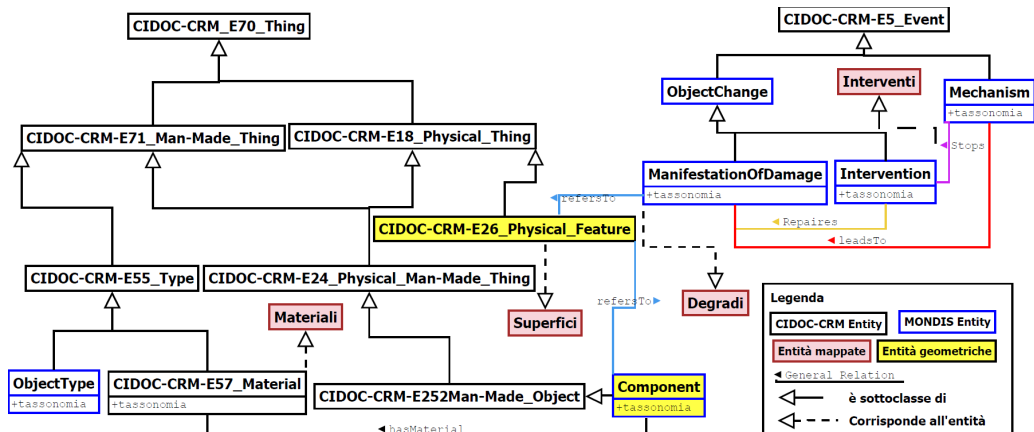 CIDOC-CRM_E70_Thing
CIDOC-CRM-E5_Event
ObjectChange
Interventi
Mechanism
+tassonomia
CIDOC-CRM-E71_Man-Made_Thing
CIDOC-CRM-E18_Physical_Thing
Stops
ManifestationOfDamage
+tassonomia
Intervention
+tassonomia
refersTo
Repaires
CIDOC-CRM-E26_Physical_Feature
leadsTo
CIDOC-CRM-E55_Type
CIDOC-CRM-E24_Physical_Man-Made_Thing
refersTo
Materiali
Superfici
Degradi
Legenda
CIDOC-CRM Entity
MONDIS Entity
Entità mappate
Entità geometriche
General Relation
è sottoclasse di
Corrisponde all'entità
ObjectType
+tassonomia
CIDOC-CRM-E57_Material
+tassonomia
CIDOC-CRM-E252Man-Made_Object
Component
+tassonomia
hasMaterial